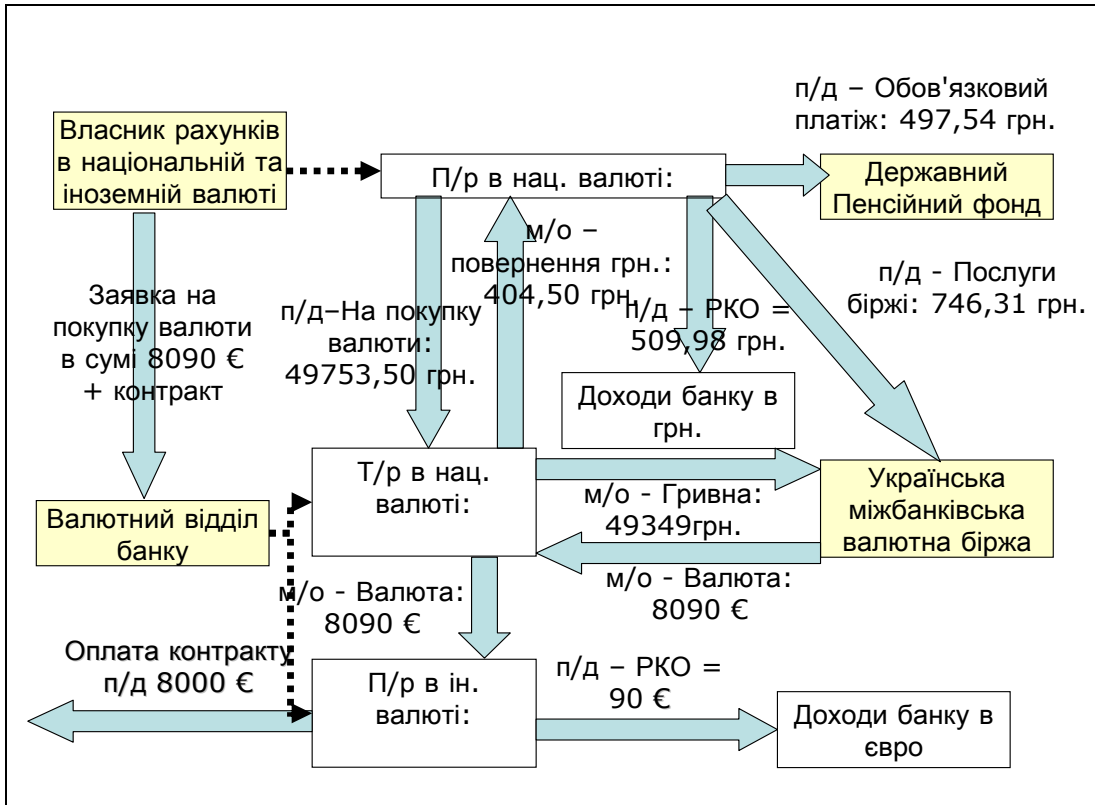 п/д – Обов'язковий
платіж: 497,54 грн.
Власник рахунків
в національній та
іноземній валюті
П/р в нац. валюті:
Державний
Пенсійний фонд
м/о –
повернення грн.:
404,50 грн.
п/д - Послуги
біржі: 746,31 грн.
Заявка на
покупку валюти
в сумі 8090 €
+ контракт
п/д–На покупку
валюти:
49753,50 грн.
п/д – РКО =
509,98 грн.
Доходи банку в
грн.
Т/р в нац.
валюті:
м/о - Гривна:
49349грн.
Українська
міжбанківська
валютна біржа
Валютний відділ
банку
м/о - Валюта:
8090 €
м/о - Валюта:
8090 €
Оплата контракту
п/д 8000 €
П/р в ін.
валюті:
п/д – РКО =
90 €
Доходи банку в
євро